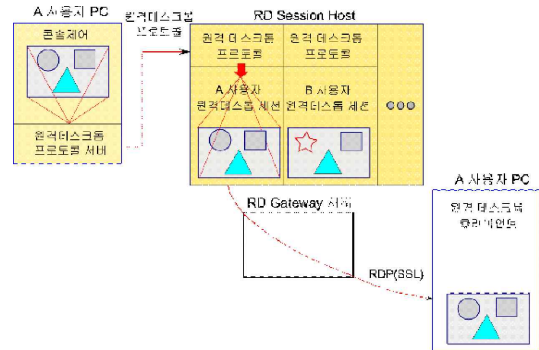 A 사용자 PC
콘솔제어
원격데스크톱
프로토콜 서버
원격데스크톱
프로토콜
RD Session Host
원격 데스크톱
프로토콜
원격 데스크톱
프로토콜
A 사용자
원격데스크톱 세션
B 사용자
원격데스크톱 세션
RD Gateway 서버
RDP(SSL)
A 사용자 PC
원격 데스크톱
클라이언트